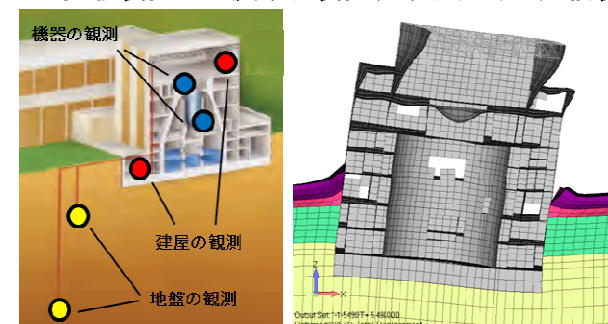 機器の観測
建屋の観測
地盤の観測
Z
X
Output Set: 1-1-5490/T= 5.490000